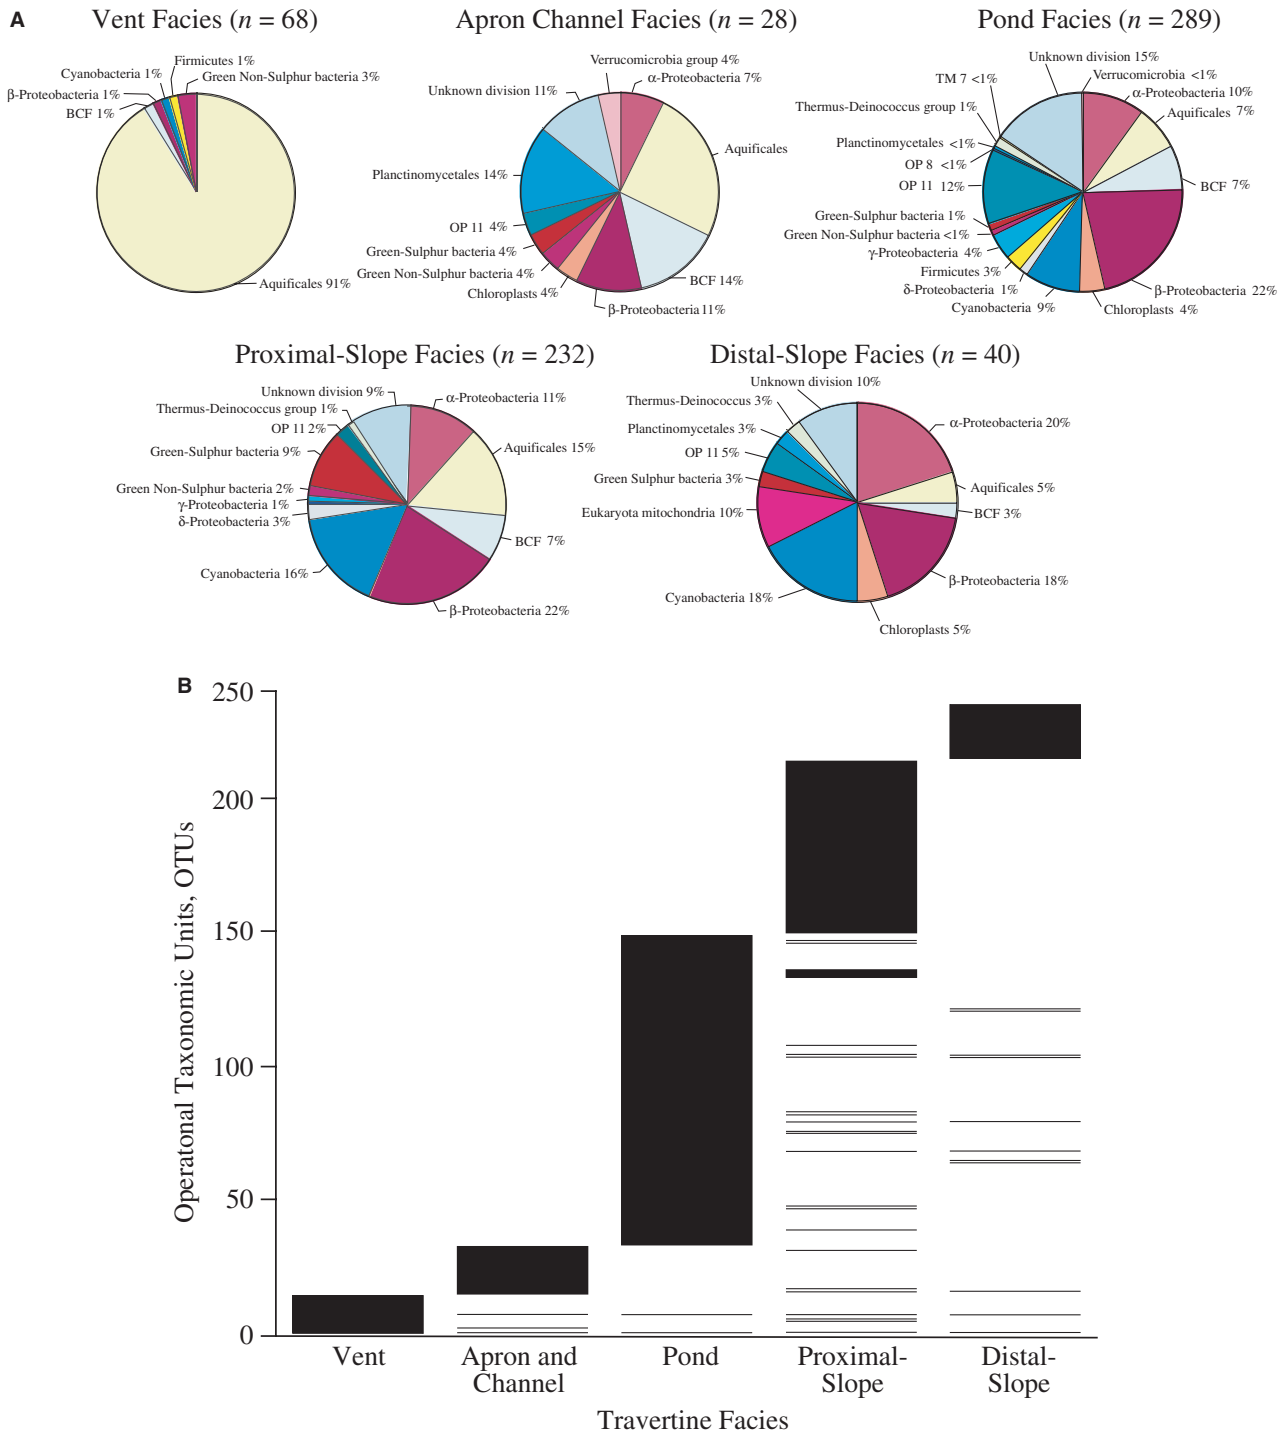 A
Vent Facies (n = 68)
Firmicutes 1%
Cyanobacteria 1%
Green Non-Sulphur bacteria 3%
β-Proteobacteria 1%
BCF 1%
Aquificales 91%
Apron Channel Facies (n = 28)
Verrucomicrobia group 4%
α-Proteobacteria 7%
Unknown division 11%
Aquificales
Planctinomycetales 14%
OP 11 4%
Green-Sulphur bacteria 4%
Green Non-Sulphur bacteria 4%
Chloroplasts 4%
BCF 14%
β-Proteobacteria 11%
Pond Facies (n = 289)
Unknown division 15%
Verrucomicrobia <1%
TM 7 <1%
α-Proteobacteria 10%
Thermus-Deinococcus group 1%
Aquificales 7%
Planctinomycetales <1%
OP 8 <1%
OP 11 12%
BCF 7%
Green-Sulphur bacteria 1%
Green Non-Sulphur bacteria <1%
γ-Proteobacteria 4%
Firmicutes 3%
δ-Proteobacteria 1%
β-Proteobacteria 22%
Cyanobacteria 9%
Chloroplasts 4%
Proximal-Slope Facies (n = 232)
Unknown division 9%
α-Proteobacteria 11%
Thermus-Deinococcus group 1%
OP 11 2%
Aquificales 15%
Green-Sulphur bacteria 9%
Green Non-Sulphur bacteria 2%
γ-Proteobacteria 1%
δ-Proteobacteria 3%
BCF 7%
Cyanobacteria 16%
β-Proteobacteria 22%
Distal-Slope Facies (n = 40)
Unknown division 10%
Thermus-Deinococcus 3%
α-Proteobacteria 20%
Planctinomycetales 3%
OP 11 5%
Green Sulphur bacteria 3%
Aquificales 5%
Eukaryota mitochondria 10%
BCF 3%
β-Proteobacteria 18%
Cyanobacteria 18%
Chloroplasts 5%
B
250
200
150
100
50
0
Operatonal Taxonomic Units, OTUs
Vent
Apron and
Channel
Pond
Proximal-
Slope
Distal-
Slope
Travertine Facies